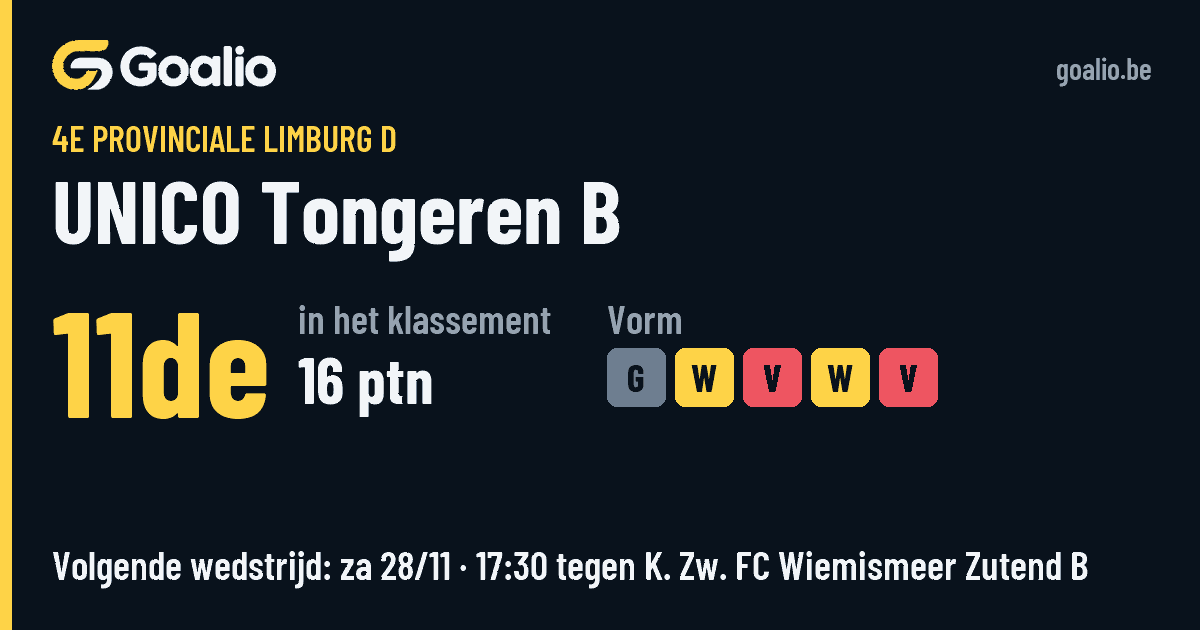 Goalio
goalio.be
4E PROVINCIALE LIMBURG D
UNICO Tongeren B
11de
in het klassement
16 ptn
Vorm
G W V W V
Volgende wedstrijd: za 28/11 · 17:30 tegen K. Zw. FC Wiemismeer Zutend B